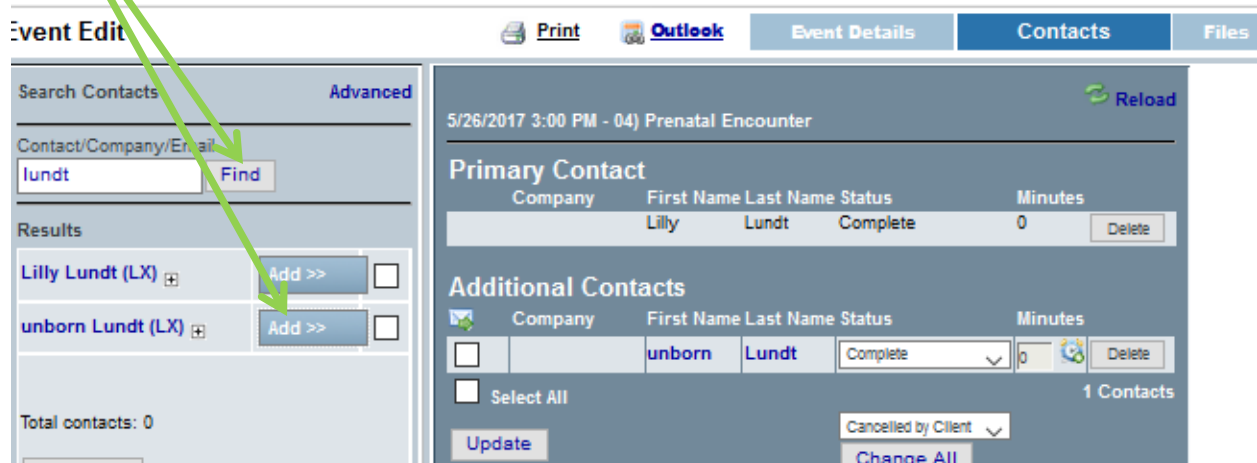 Event Edit Print Outlook Event Details Contacts Files
Search Contacts Advanced
Contact/Company/Email
lundt Find
Results
Lilly Lundt (LX) Add >>
unborn Lundt (LX) Add >>
Total contacts: 0
Reload
5/26/2017 3:00 PM - 04) Prenatal Encounter
Primary Contact
Company First Name Last Name Status Minutes
Lilly Lundt Complete 0 Delete
Additional Contacts
Company First Name Last Name Status Minutes
unborn Lundt Complete 0 Delete
Select All 1 Contacts
Cancelled by Client
Update Change All